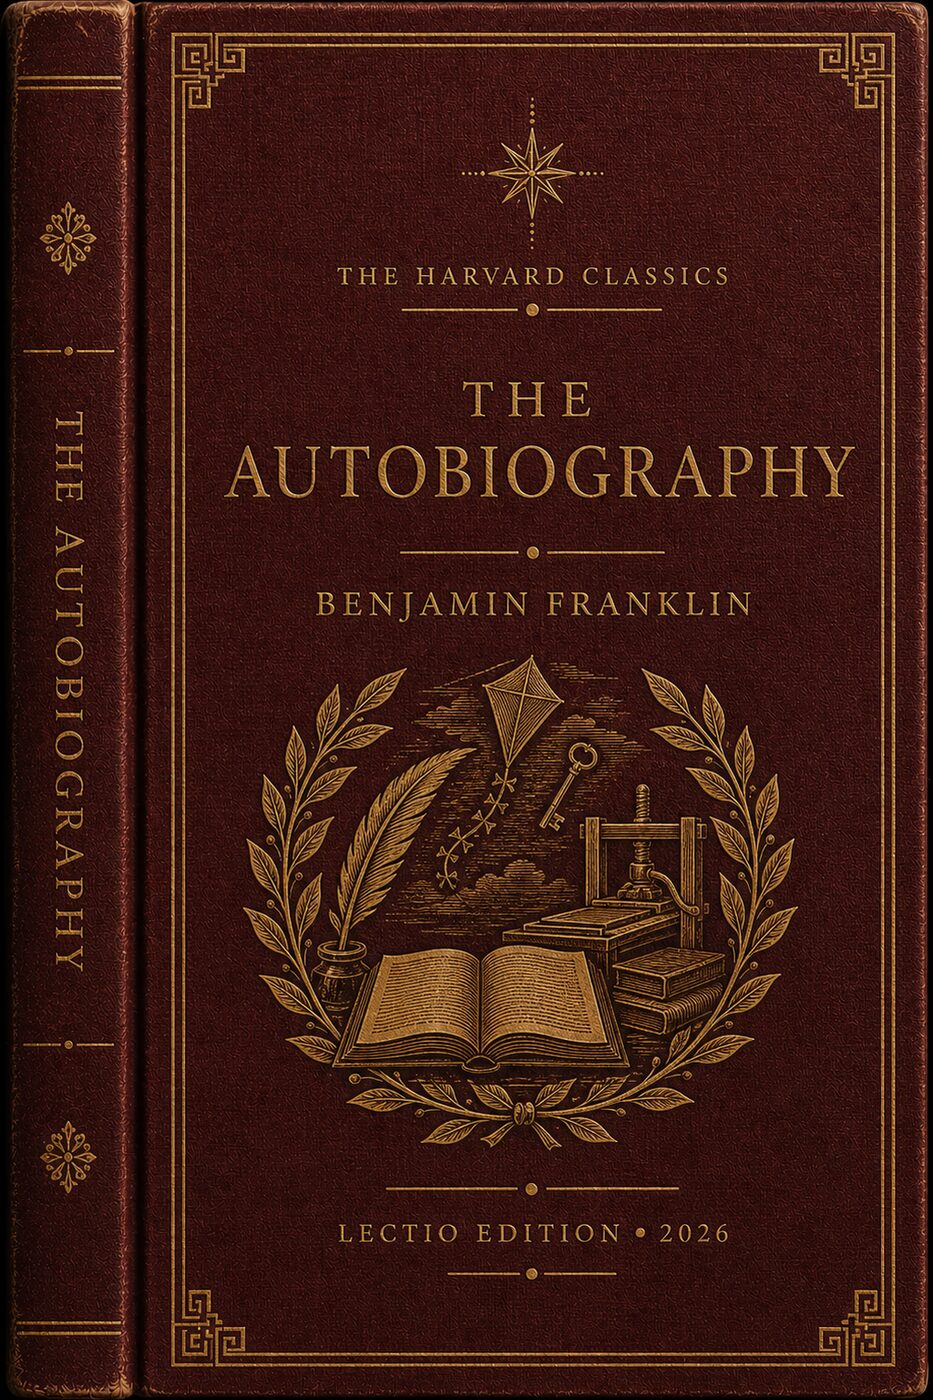 THE AUTOBIOGRAPHY
THE HARVARD CLASSICS
THE
AUTOBIOGRAPHY
BENJAMIN FRANKLIN
LECTIO EDITION • 2026